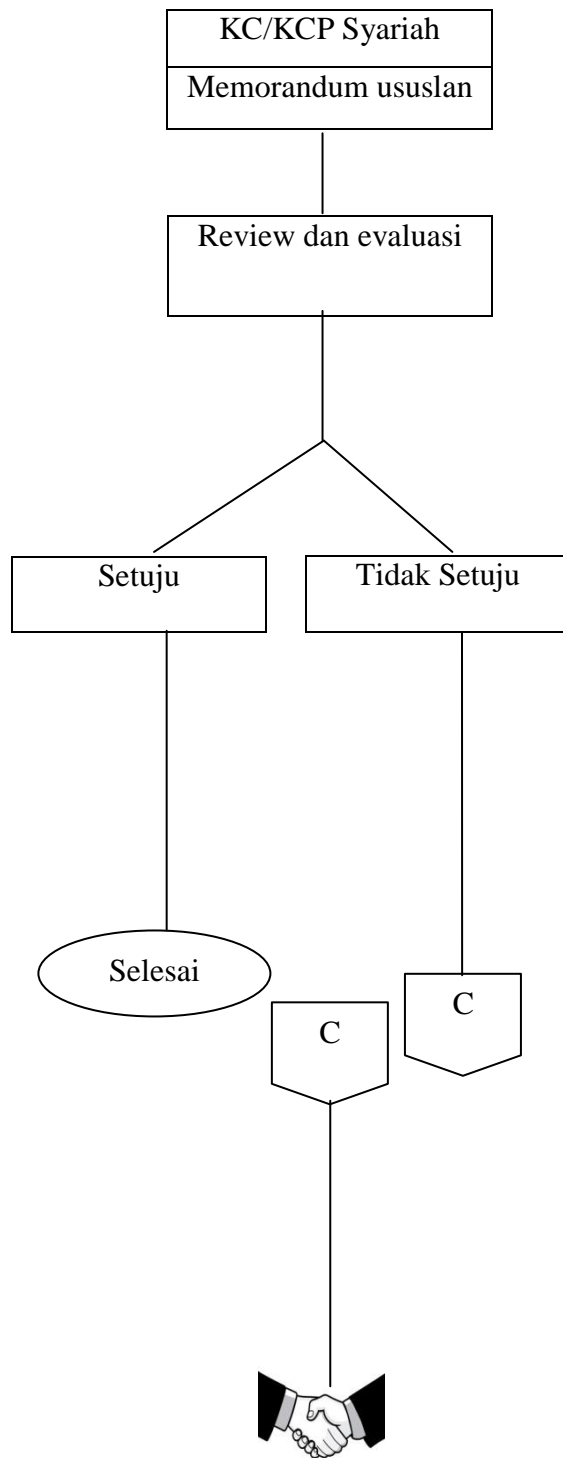 KC/KCP Syariah
Memorandum ususlan
Review dan evaluasi
Setuju
Tidak Setuju
Selesai
C
C